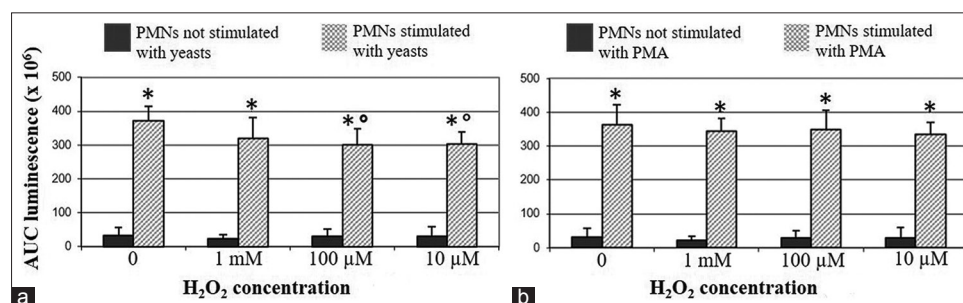 PMNs not stimulated with yeasts
PMNs stimulated with yeasts
AUC luminescence (x 10⁶)
500
400
300
200
100
0
* * *° *°
0 1 mM 100 µM 10 µM
H₂O₂ concentration
a
PMNs not stimulated with PMA
PMNs stimulated with PMA
500
400
300
200
100
0
* * * *
0 1 mM 100 µM 10 µM
H₂O₂ concentration
b